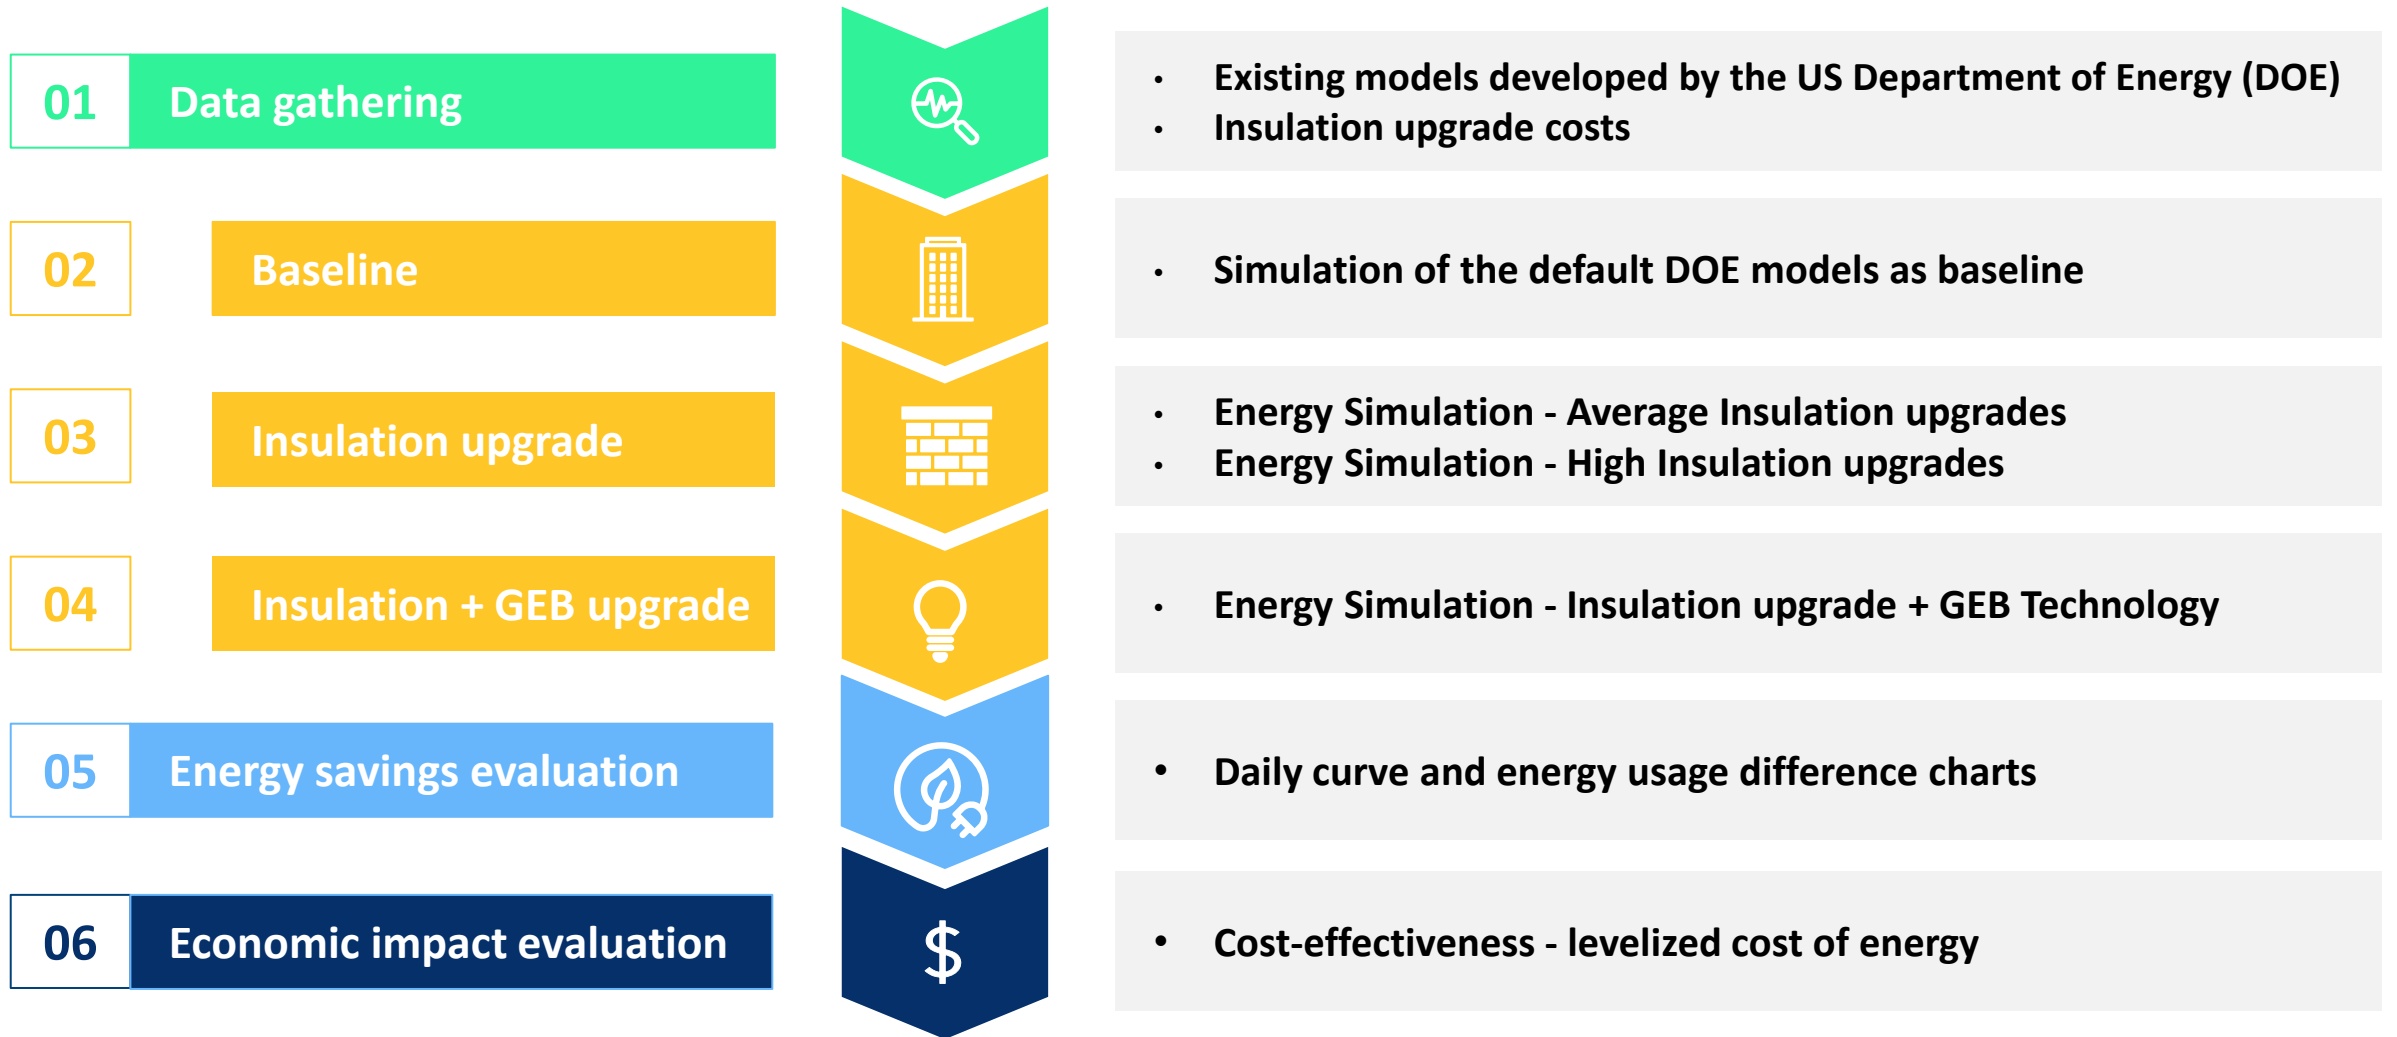 01 Data gathering
• Existing models developed by the US Department of Energy (DOE)
• Insulation upgrade costs
02 Baseline
• Simulation of the default DOE models as baseline
03 Insulation upgrade
• Energy Simulation - Average Insulation upgrades
• Energy Simulation - High Insulation upgrades
04 Insulation + GEB upgrade
• Energy Simulation - Insulation upgrade + GEB Technology
05 Energy savings evaluation
• Daily curve and energy usage difference charts
06 Economic impact evaluation
$
• Cost-effectiveness - levelized cost of energy